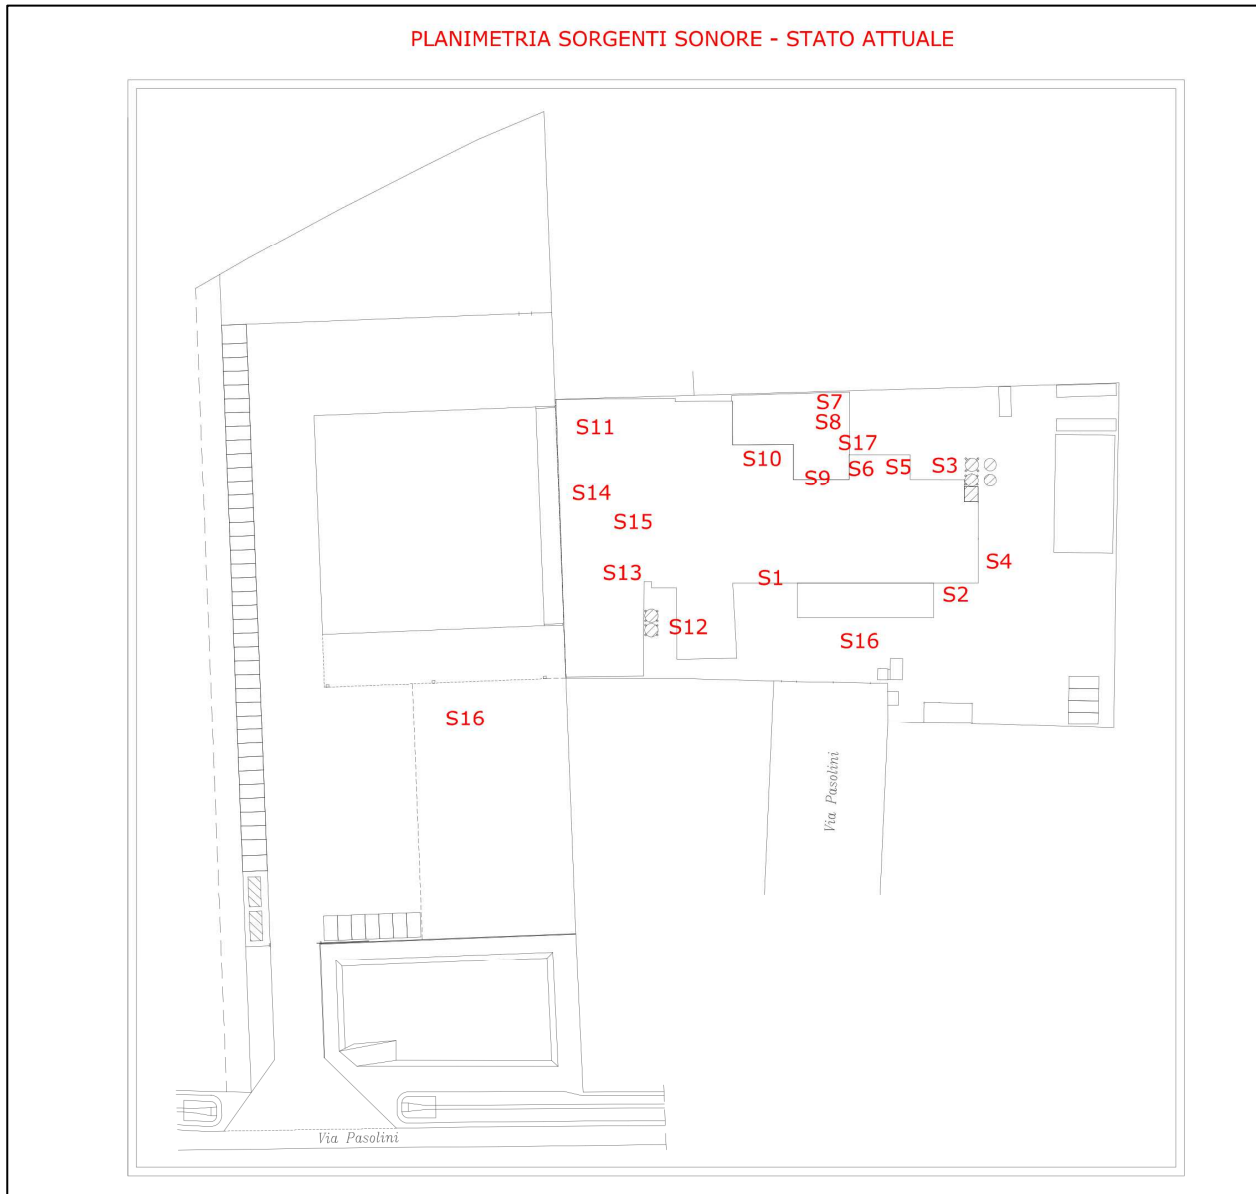 PLANIMETRIA SORGENTI SONORE - STATO ATTUALE
S7
S8
S11
S17
S10
S6
S5
S3
S9
S14
S15
S4
S13
S1
S2
S12
S16
S16
Via Pasolini
Via Pasolini